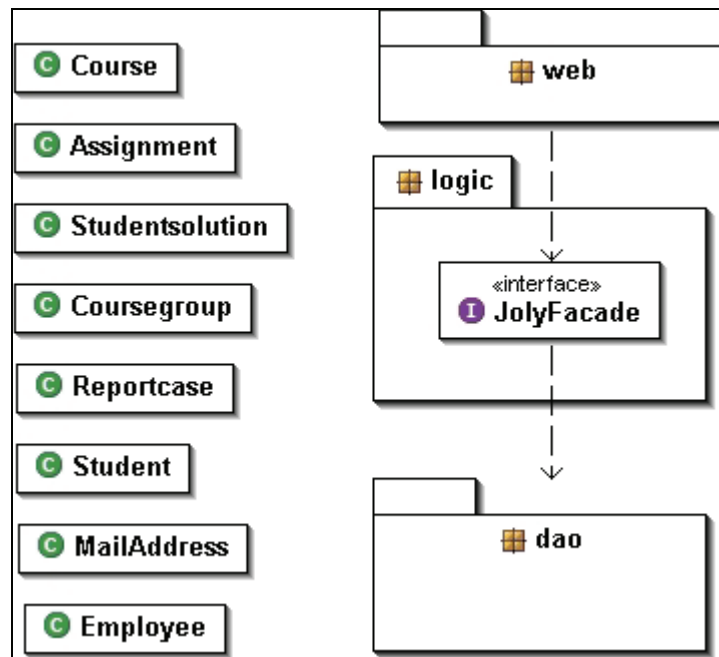 Course
Assignment
Studentsolution
Coursegroup
Reportcase
Student
MailAddress
Employee
web
logic
«interface»
JolyFacade
dao